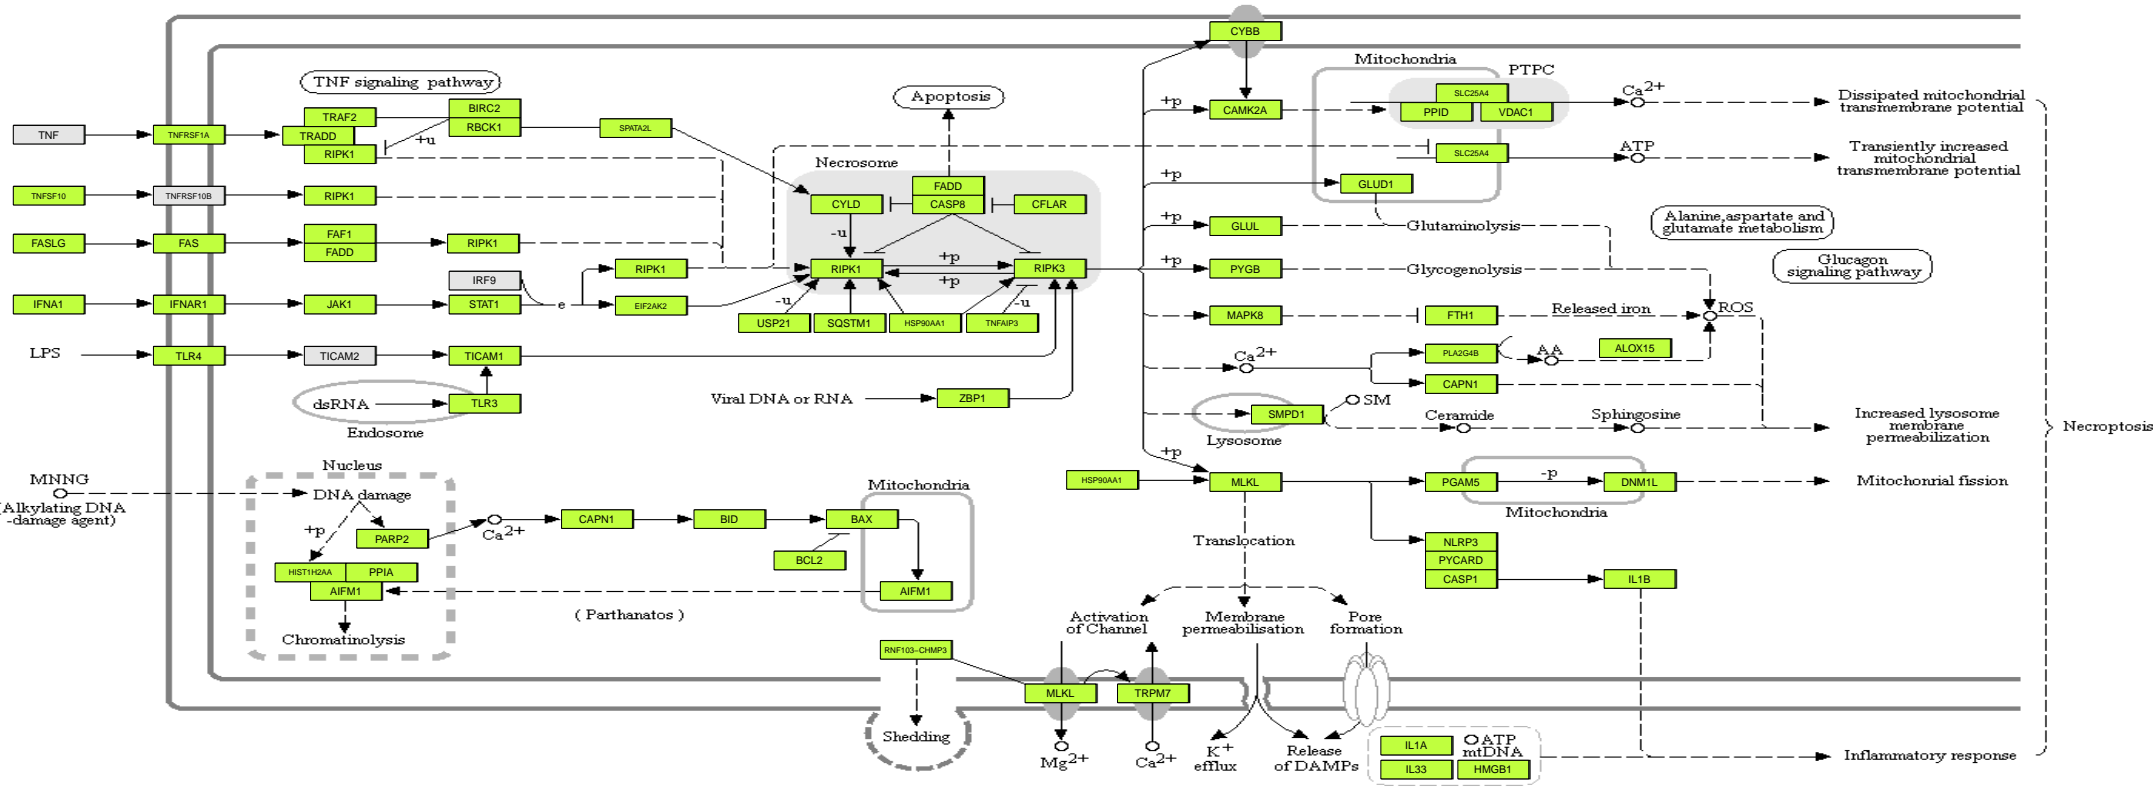 CYBB
Mitochondria
PTPC
TNF signaling pathway
Apoptosis
SLC25A4
Ca2+
Dissipated mitochondrial
transmembrane potential
TRAF2
BIRC2
+p
CAMK2A
PPID
VDAC1
TNF
TNFRSF1A
TRADD
RBCK1
SPATA2L
+u
RIPK1
Necrosome
SLC25A4
ATP
Transiently increased
mitochondrial
transmembrane potential
+p
GLUD1
TNFSF10
TNFRSF10B
RIPK1
FADD
CYLD
CASP8
CFLAR
+p
GLUL
Glutaminolysis
Alanine,aspartate and
glutamate metabolism
FASLG
FAS
FAF1
FADD
RIPK1
-u
+p
RIPK1
IRF9
RIPK1
+p
RIPK3
+p
PYGB
Glycogenolysis
Glucagon
signaling pathway
IFNA1
IFNAR1
JAK1
STAT1
e
EIF2AK2
-u
-u
USP21
SQSTM1
HSP90AA1
TNFAIP3
MAPK8
FTH1
Released iron
ROS
LPS
TLR4
TICAM2
TICAM1
Ca2+
PLA2G4B
AA
ALOX15
CAPN1
dsRNA
TLR3
Endosome
Viral DNA or RNA
ZBP1
SMPD1
SM
Lysosome
Ceramide
Sphingosine
Increased lysosome
membrane
permeabilization
Necroptosis
+p
HSP90AA1
MLKL
PGAM5
-p
DNM1L
Mitochonrial fission
Mitochondria
MNNG
(Alkylating DNA
-damage agent)
Nucleus
DNA damage
+p
PARP2
Ca2+
CAPN1
BID
Mitochondria
BAX
BCL2
HIST1H2AA
PPIA
AIFM1
AIFM1
( Parthanatos )
Chromatinolysis
Translocation
NLRP3
PYCARD
CASP1
IL1B
Activation
of Channel
Membrane
permeabilisation
Pore
formation
RNF103-CHMP3
MLKL
TRPM7
Shedding
Mg2+
Ca2+
K+
efflux
Release
of DAMPs
IL1A
ATP
mtDNA
IL33
HMGB1
Inflammatory response